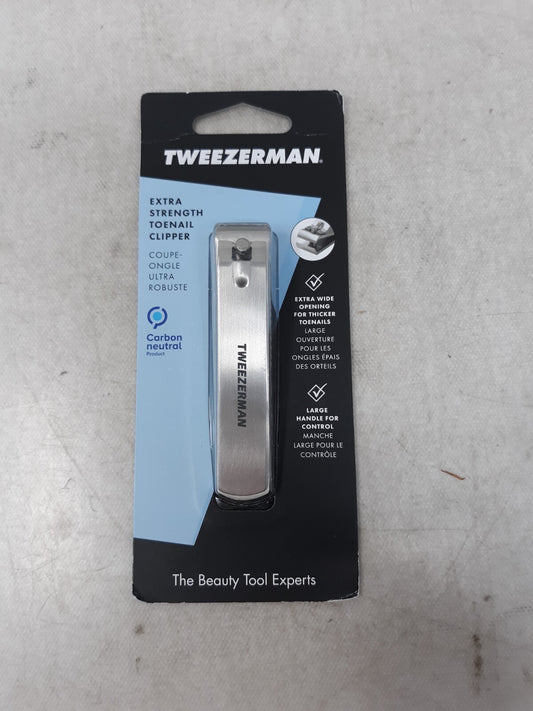 TWEEZERMAN®
EXTRA
STRENGTH
TOENAIL
CLIPPER
COUPE-
ONGLE
ULTRA
ROBUSTE
Carbon
neutral
Product
TWEEZERMAN
EXTRA WIDE
OPENING
FOR THICKER
TOENAILS
LARGE
OUVERTURE
POUR LES
ONGLES ÉPAIS
DES ORTEILS
LARGE
HANDLE FOR
CONTROL
MANCHE
LARGE POUR LE
CONTRÔLE
The Beauty Tool Experts